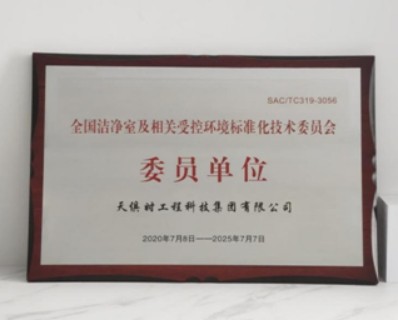 SAC/TC319-3056
全国洁净室及相关受控环境标准化技术委员会
委员单位
天俱时工程科技集团有限公司
2020年7月8日——2025年7月7日